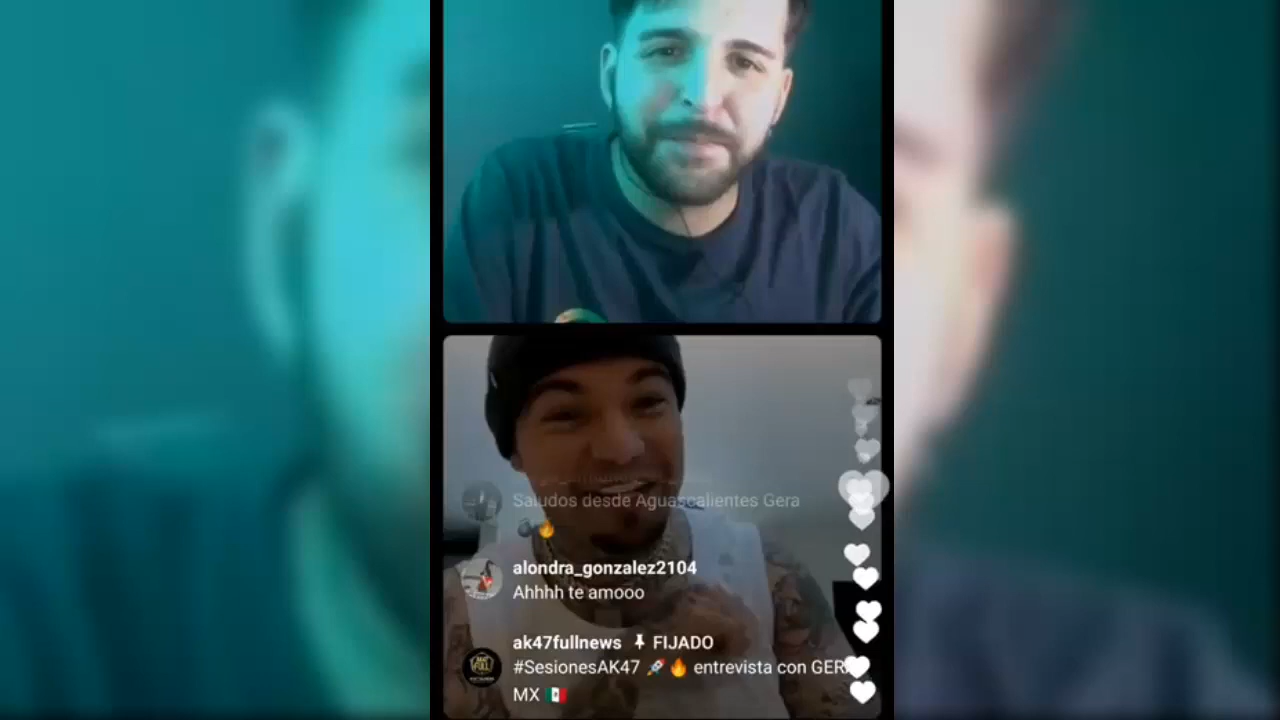 Saludos desde Aguascalientes Gera
🔥
alondra_gonzalez2104
Ahhhh te amooo
ak47fullnews 📌 FIJADO
#SesionesAK47 🚀🔥 entrevista con GERA
MX 🇲🇽